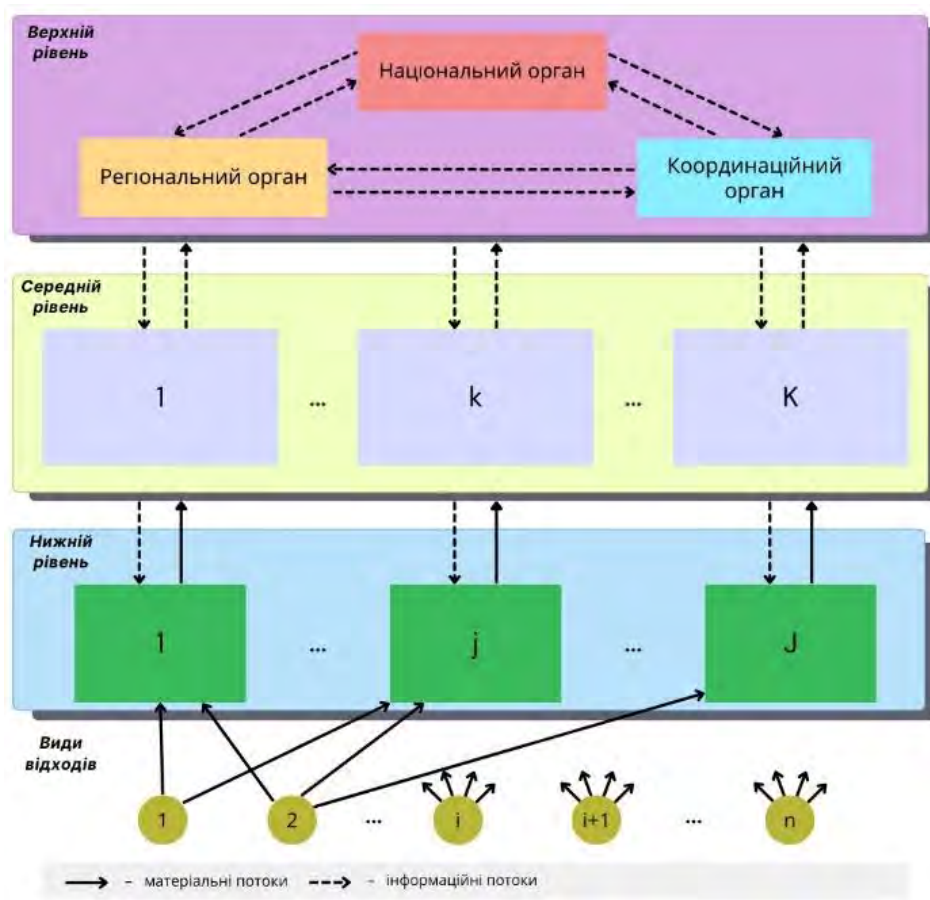 Верхній
рівень
Національний орган
Регіональний орган
Координаційний
орган
Середній
рівень
1
...
k
...
K
Нижній
рівень
1
...
j
...
J
Види
відходів
1
2
...
i
i+1
...
n
– матеріальні потоки – інформаційні потоки